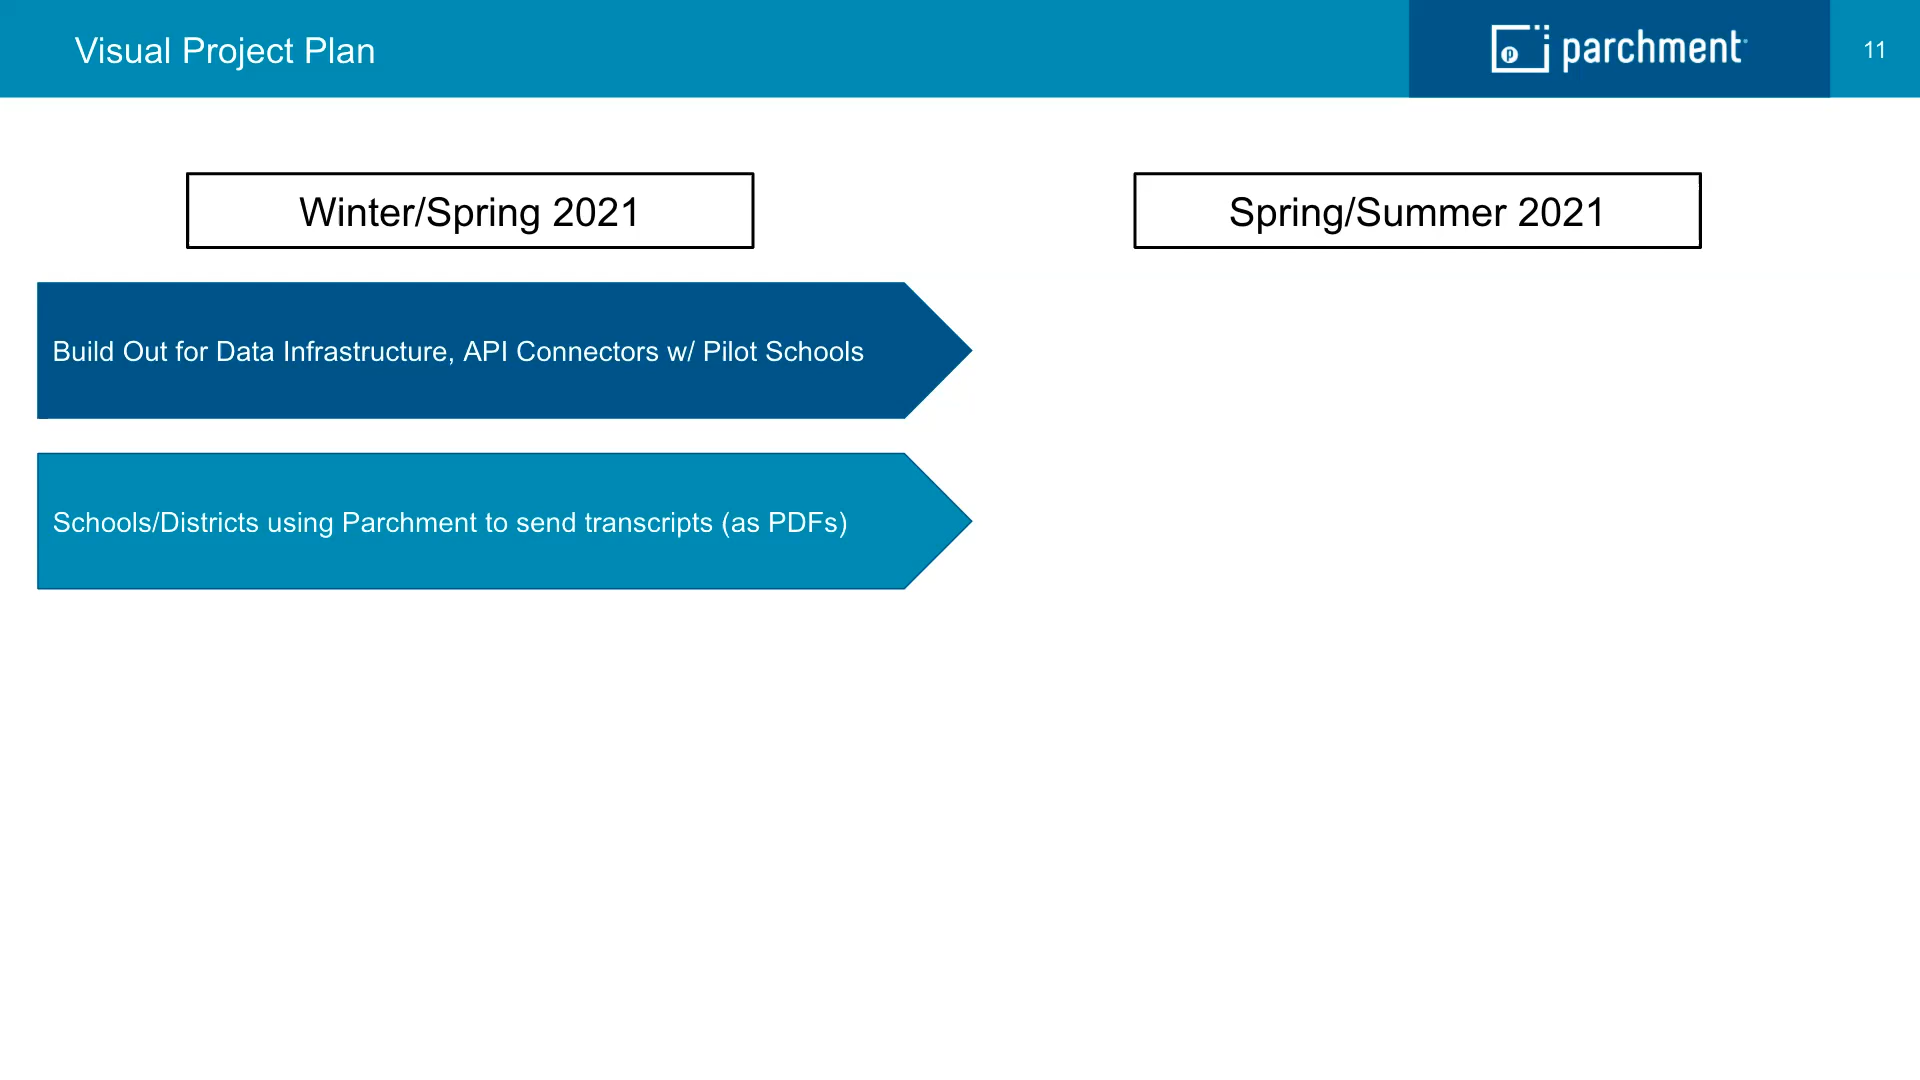 Visual Project Plan
parchment
11
Winter/Spring 2021
Spring/Summer 2021
Build Out for Data Infrastructure, API Connectors w/ Pilot Schools
Schools/Districts using Parchment to send transcripts (as PDFs)